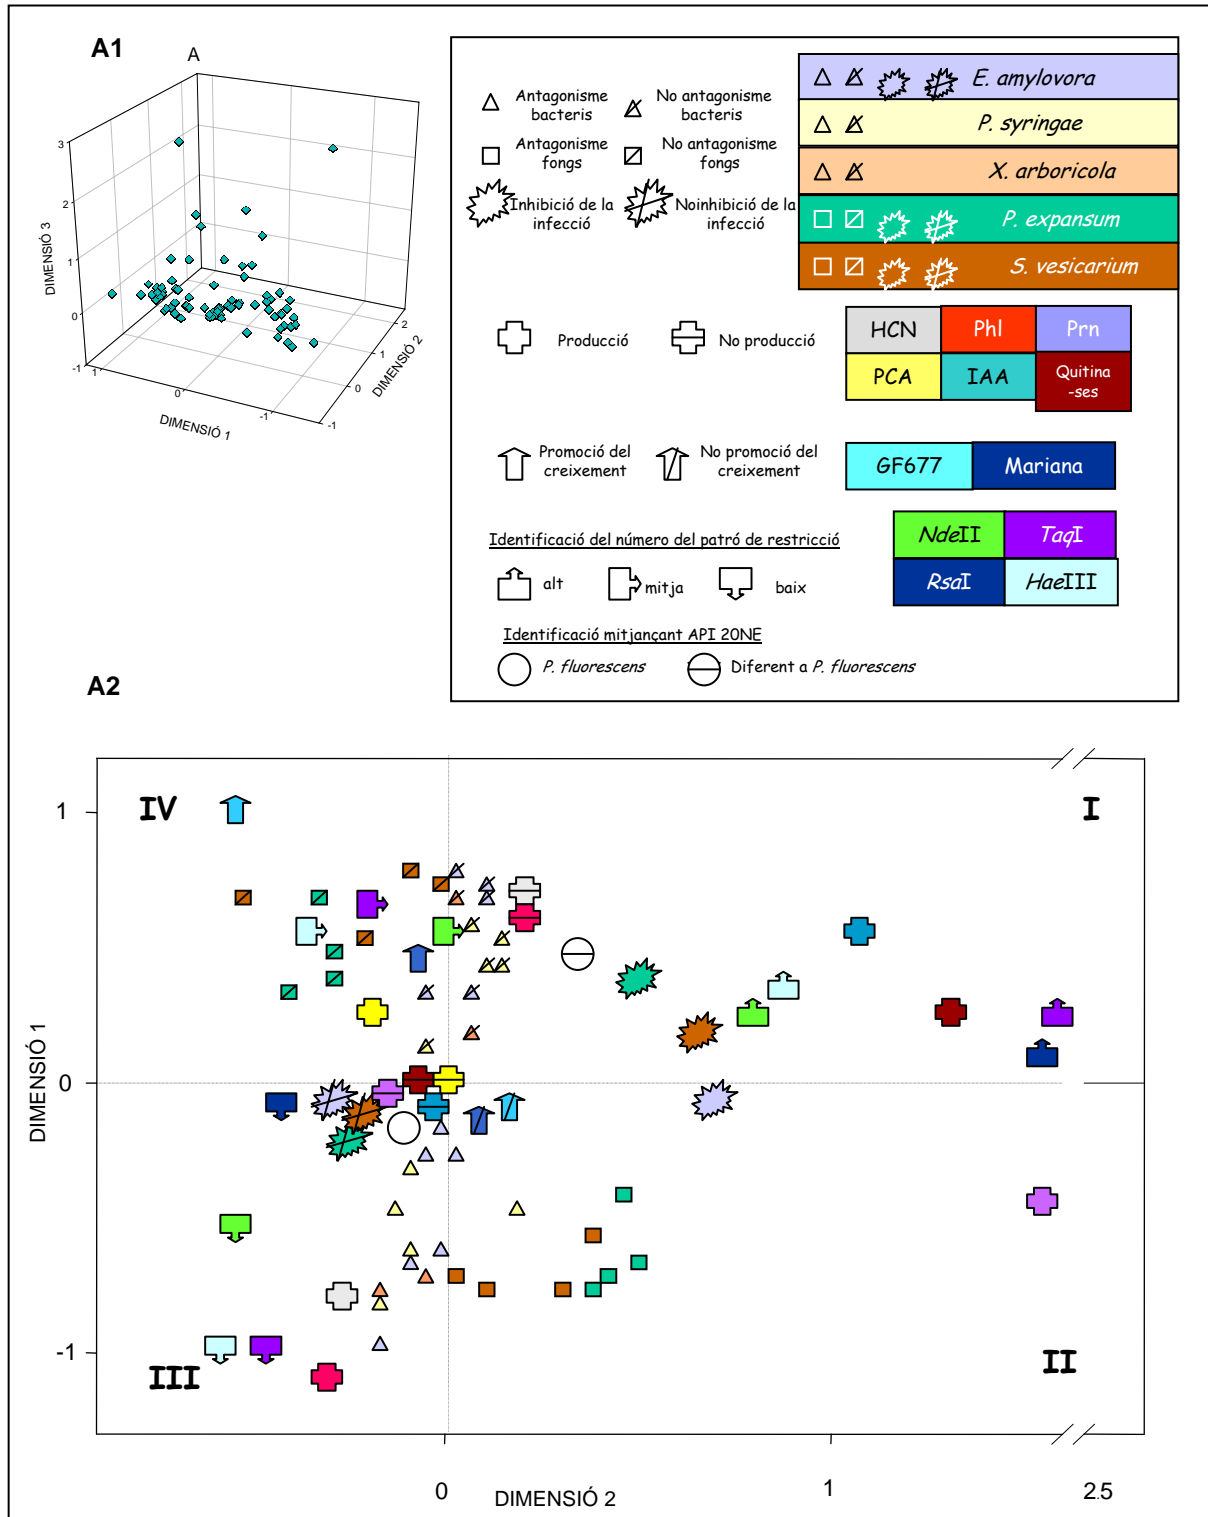 A1
A
3
2
1
0
-1
DIMENSIÓ 3
1
0
-1
DIMENSIÓ 1
-1
0
1
2
DIMENSIÓ 2
Antagonisme
bacteris
No antagonisme
bacteris
Antagonisme
fongs
No antagonisme
fongs
Inhibició de la
infecció
Noinhibició de la
infecció
E. amylovora
P. syringae
X. arboricola
P. expansum
S. vesicarium
Producció
No producció
HCN
Phl
Prn
PCA
IAA
Quitina
-ses
Promoció del
creixement
No promoció del
creixement
GF677
Mariana
Identificació del número del patró de restricció
alt
mitja
baix
NdeII
TaqI
RsaI
HaeIII
Identificació mitjançant API 20NE
P. fluorescens
Diferent a P. fluorescens
A2
IV
I
III
II
1
0
-1
DIMENSIÓ 1
0
1
2.5
DIMENSIÓ 2